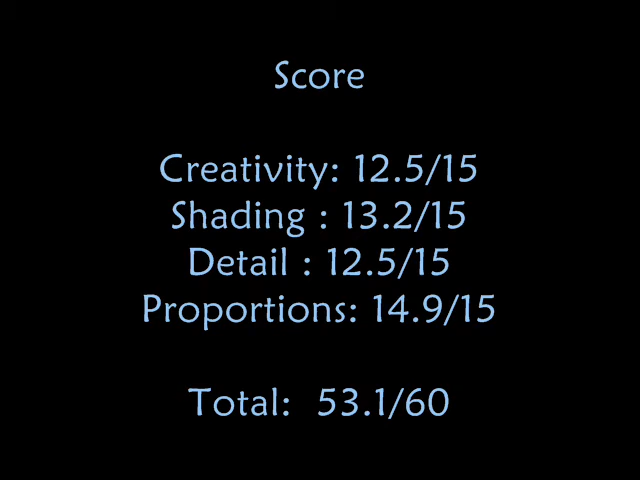 Score
Creativity: 12.5/15
Shading : 13.2/15
Detail : 12.5/15
Proportions: 14.9/15
Total:  53.1/60